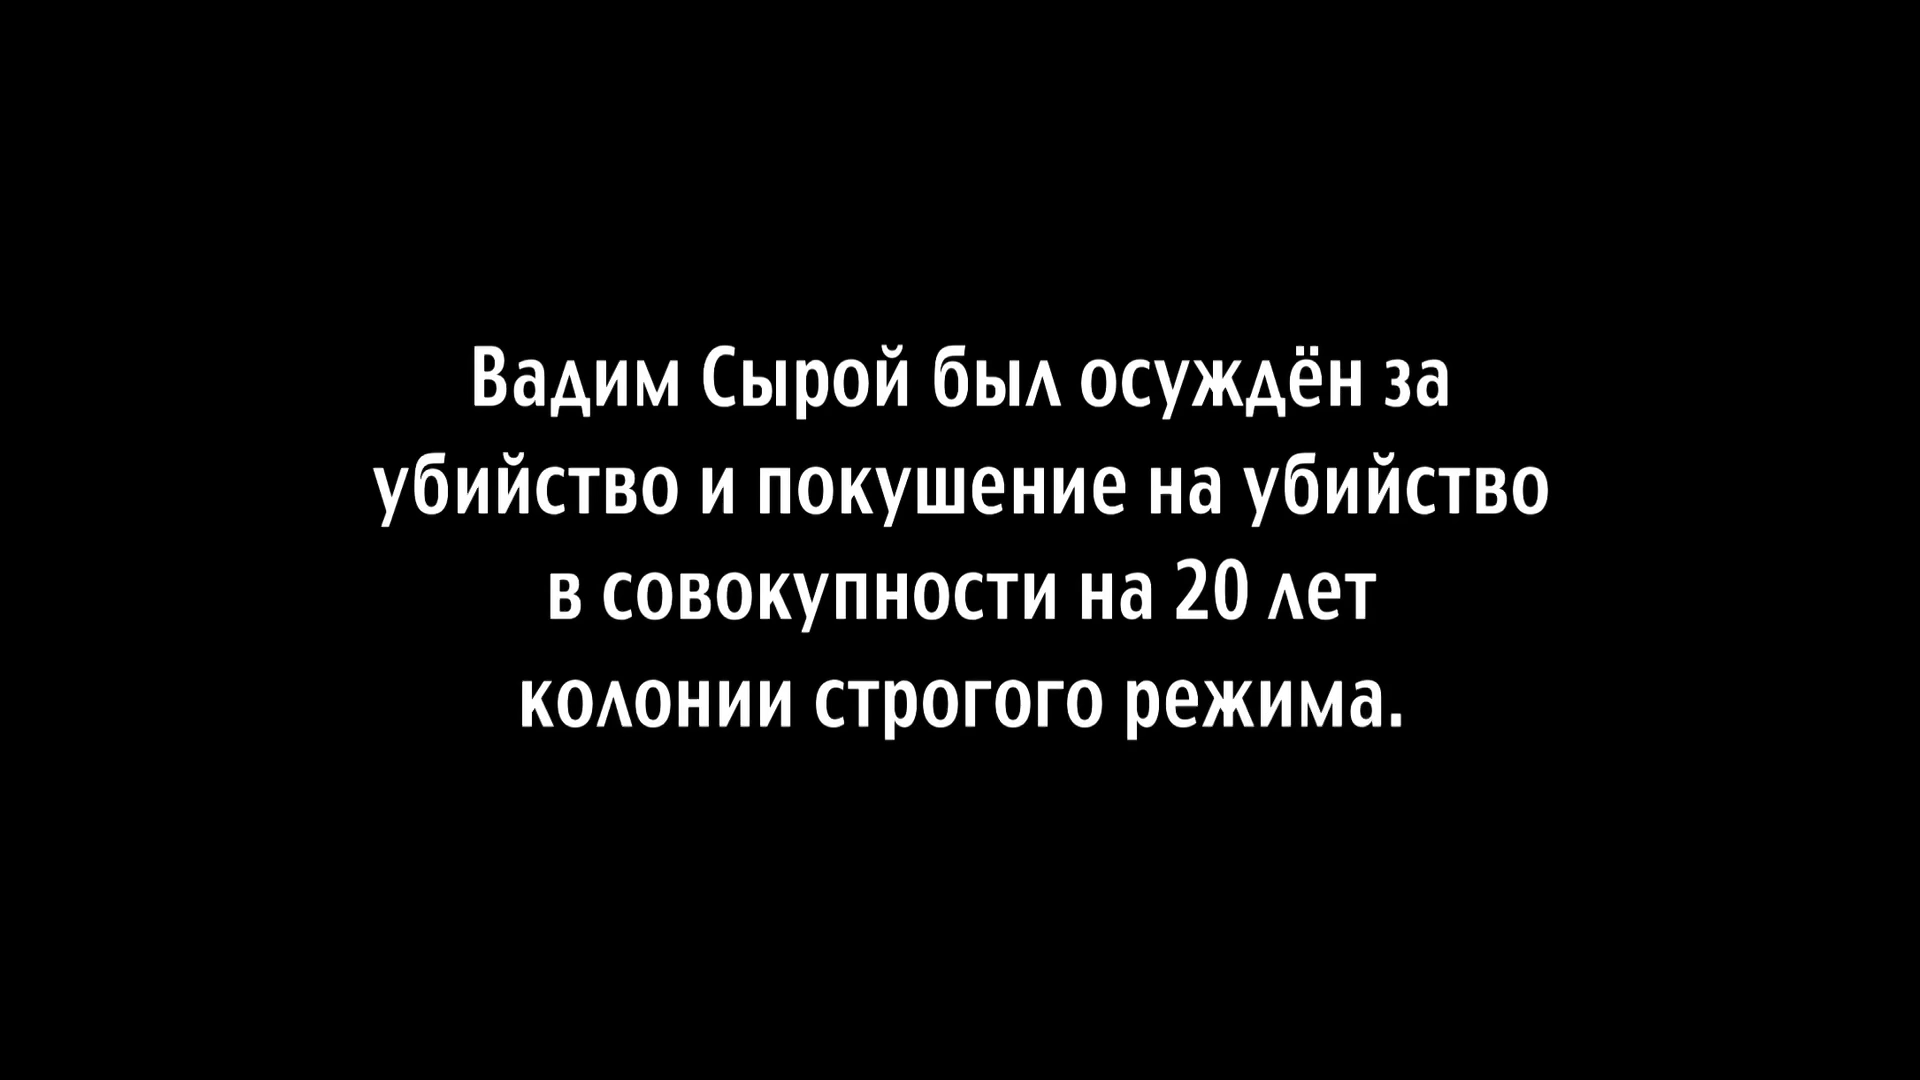 Вадим Сырой был осуждён за
убийство и покушение на убийство
в совокупности на 20 лет
колонии строгого режима.